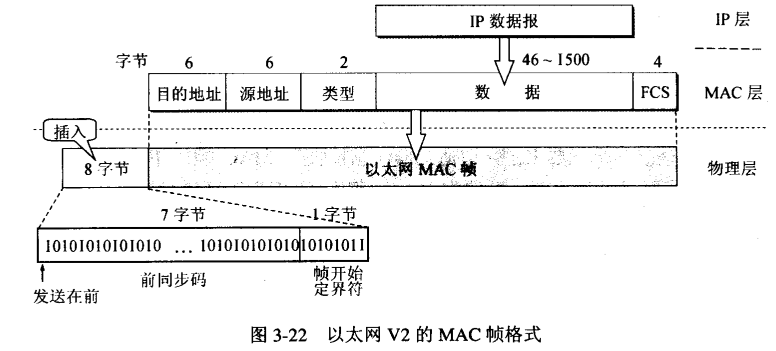 IP 数据报
IP 层
字节 6 6 2 46 ~ 1500 4
目的地址 源地址 类型 数 据 FCS
MAC 层
插入
8 字节
以太网 MAC 帧
物理层
7 字节 1 字节
10101010101010 … 10101010101010101011
前同步码
帧开始
定界符
发送在前
图 3-22 以太网 V2 的 MAC 帧格式